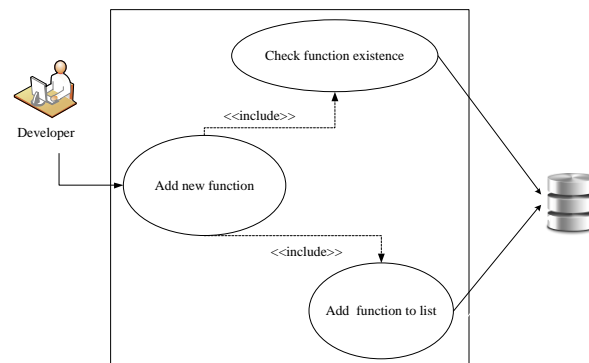 Check function existence
<<include>>
Developer
Add new function
<<include>>
Add function to list